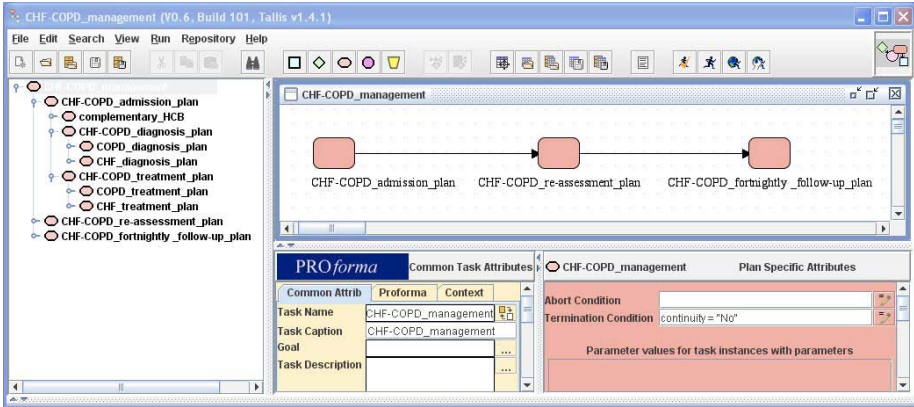 CHF-COPD_management (V0.6, Build 101, Tallis v1.4.1)
File Edit Search View Run Repository Help
CHF-COPD_management
CHF-COPD_admission_plan
complementary_HCB
CHF-COPD_diagnosis_plan
COPD_diagnosis_plan
CHF_diagnosis_plan
CHF-COPD_treatment_plan
COPD_treatment_plan
CHF_treatment_plan
CHF-COPD_re-assessment_plan
CHF-COPD_fortnightly _follow-up_plan
CHF-COPD_management
CHF-COPD_admission_plan CHF-COPD_re-assessment_plan CHF-COPD_fortnightly _follow-up_plan
PROforma Common Task Attributes
Common Attrib Proforma Context
Task Name CHF-COPD_management
Task Caption CHF-COPD_management
Goal ...
Task Description ...
CHF-COPD_management Plan Specific Attributes
Abort Condition
Termination Condition continuity = "No"
Parameter values for task instances with parameters